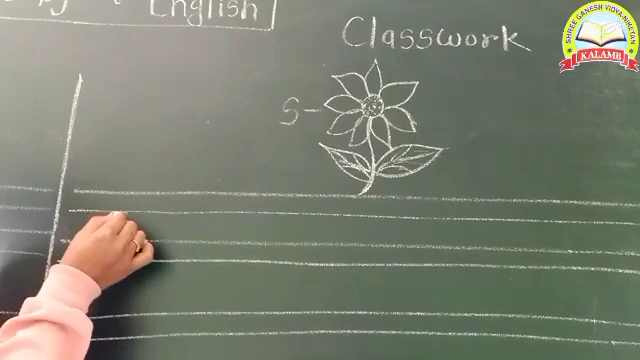 English
Classwork
S-
SHREE GANESH VIDYA-NIKETAN
KALAMB